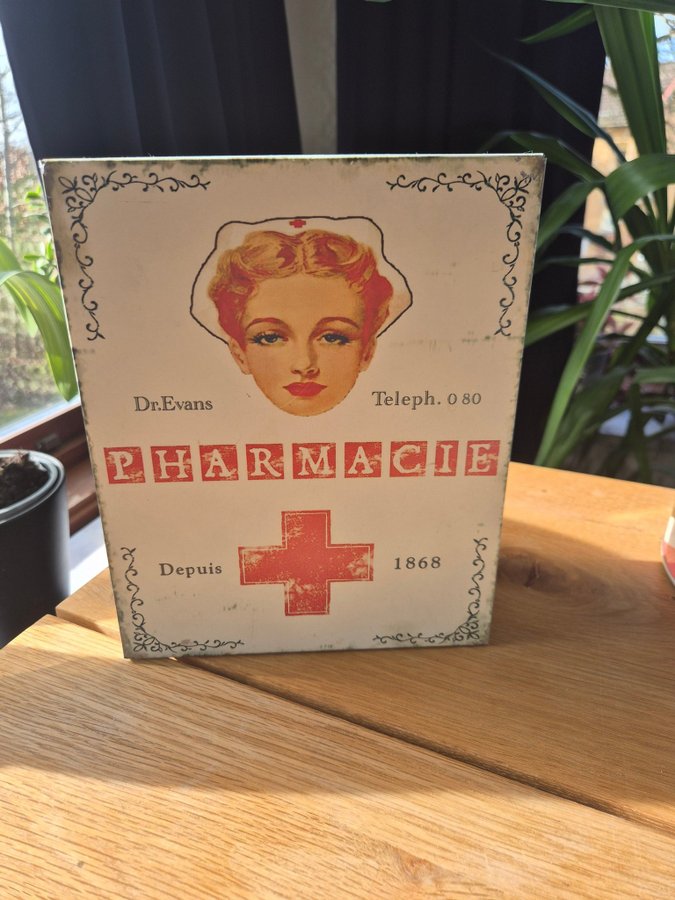 Dr.Evans Teleph. 080
PHARMACIE
Depuis 1868